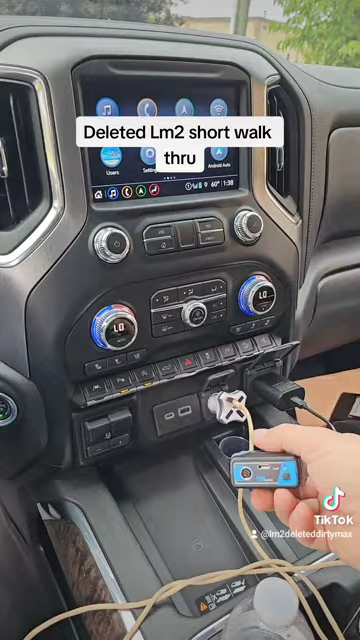 Deleted Lm2 short walk
thru
Users
Android Auto
60° 1:38
LO
LO
TikTok
@lm2deleteddirtymax